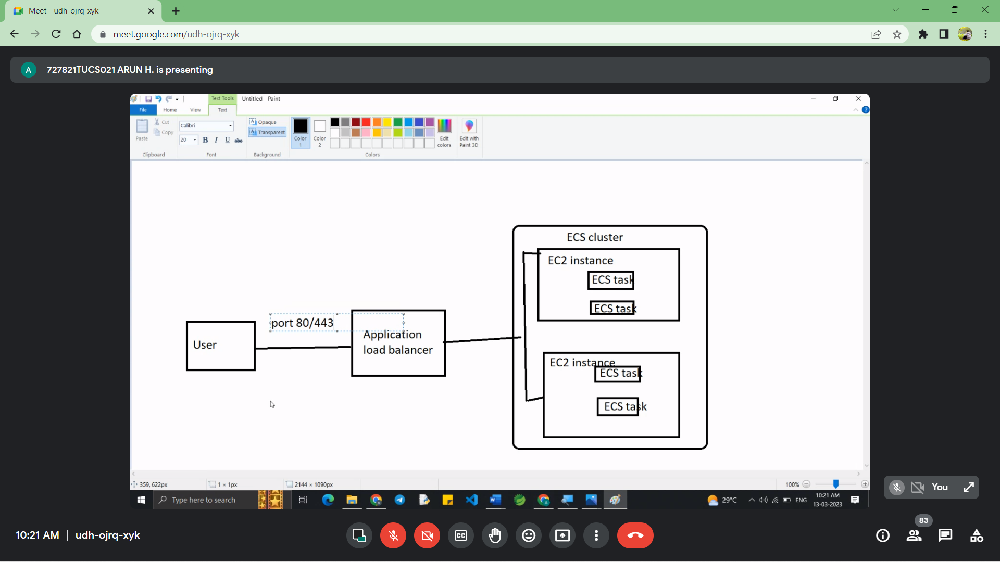 Meet - udh-ojrq-xyk
meet.google.com/udh-ojrq-xyk
A
727821TUCS021 ARUN H. is presenting
Text Tools
Untitled - Paint
File
Home
View
Text
?
Paste
Cut
Copy
Clipboard
Calibri
20
B I U abc
Font
A Opaque
A Transparent
Background
Color 1
Color 2
Colors
Edit colors
Edit with Paint 3D
ECS cluster
EC2 instance
ECS task
ECS task
port 80/443
User
Application
load balancer
EC2 instance
ECS task
ECS task
359, 622px
1 × 1px
2144 × 1090px
100%
Type here to search
29°C
ENG
10:21 AM
13-03-2023
You
10:21 AM
udh-ojrq-xyk
CC
83